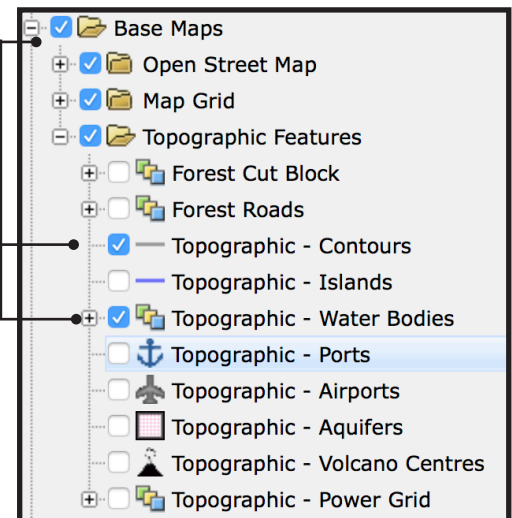 Base Maps
Open Street Map
Map Grid
Topographic Features
Forest Cut Block
Forest Roads
Topographic - Contours
Topographic - Islands
Topographic - Water Bodies
Topographic - Ports
Topographic - Airports
Topographic - Aquifers
Topographic - Volcano Centres
Topographic - Power Grid